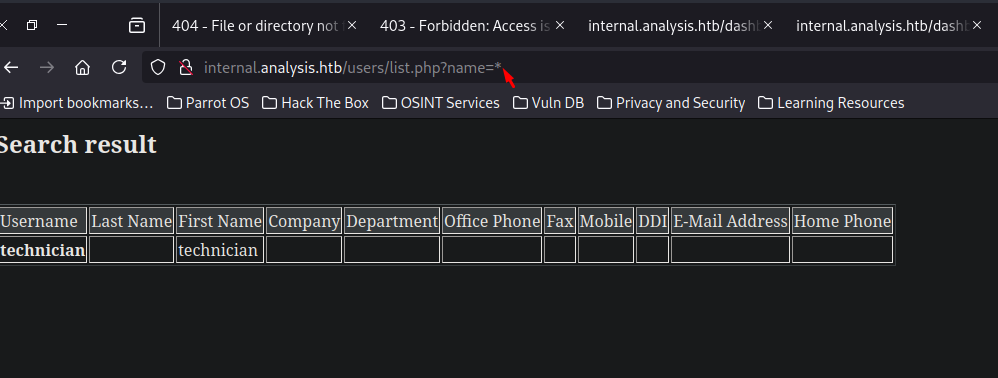 404 - File or directory not
403 - Forbidden: Access is
internal.analysis.htb/dashb
internal.analysis.htb/dashb
internal.analysis.htb/users/list.php?name=*
Import bookmarks… Parrot OS Hack The Box OSINT Services Vuln DB Privacy and Security Learning Resources
Search result
Username Last Name First Name Company Department Office Phone Fax Mobile DDI E-Mail Address Home Phone
technician technician